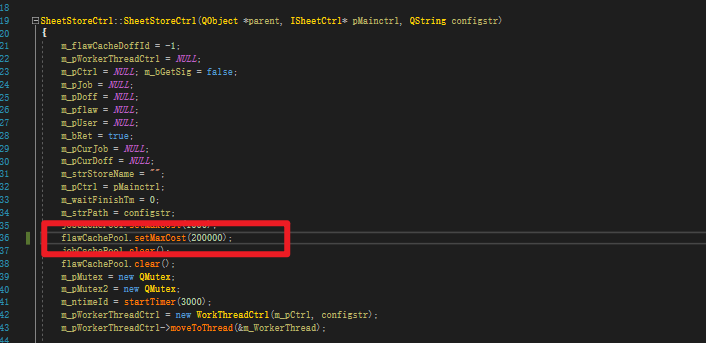 18
19 SheetStoreCtrl::SheetStoreCtrl(QObject *parent, ISheetCtrl* pMainctrl, QString configstr)
20 {
21 m_flawCacheDoffId = -1;
22 m_pWorkerThreadCtrl = NULL;
23 m_pCtrl = NULL; m_bGetSig = false;
24 m_pJob = NULL;
25 m_pDoff = NULL;
26 m_pflaw = NULL;
27 m_pUser = NULL;
28 m_bRet = true;
29 m_pCurJob = NULL;
30 m_pCurDoff = NULL;
31 m_strStoreName = "";
32 m_pCtrl = pMainctrl;
33 m_waitFinishTm = 0;
34 m_strPath = configstr;
35
36 flawCachePool.setMaxCost(200000);
37 jobCachePool.clear();
38 flawCachePool.clear();
39 m_pMutex = new QMutex;
40 m_pMutex2 = new QMutex;
41 m_ntimeId = startTimer(3000);
42 m_pWorkerThreadCtrl = new WorkThreadCtrl(m_pCtrl, configstr);
43 m_pWorkerThreadCtrl->moveToThread(&m_WorkerThread);
44